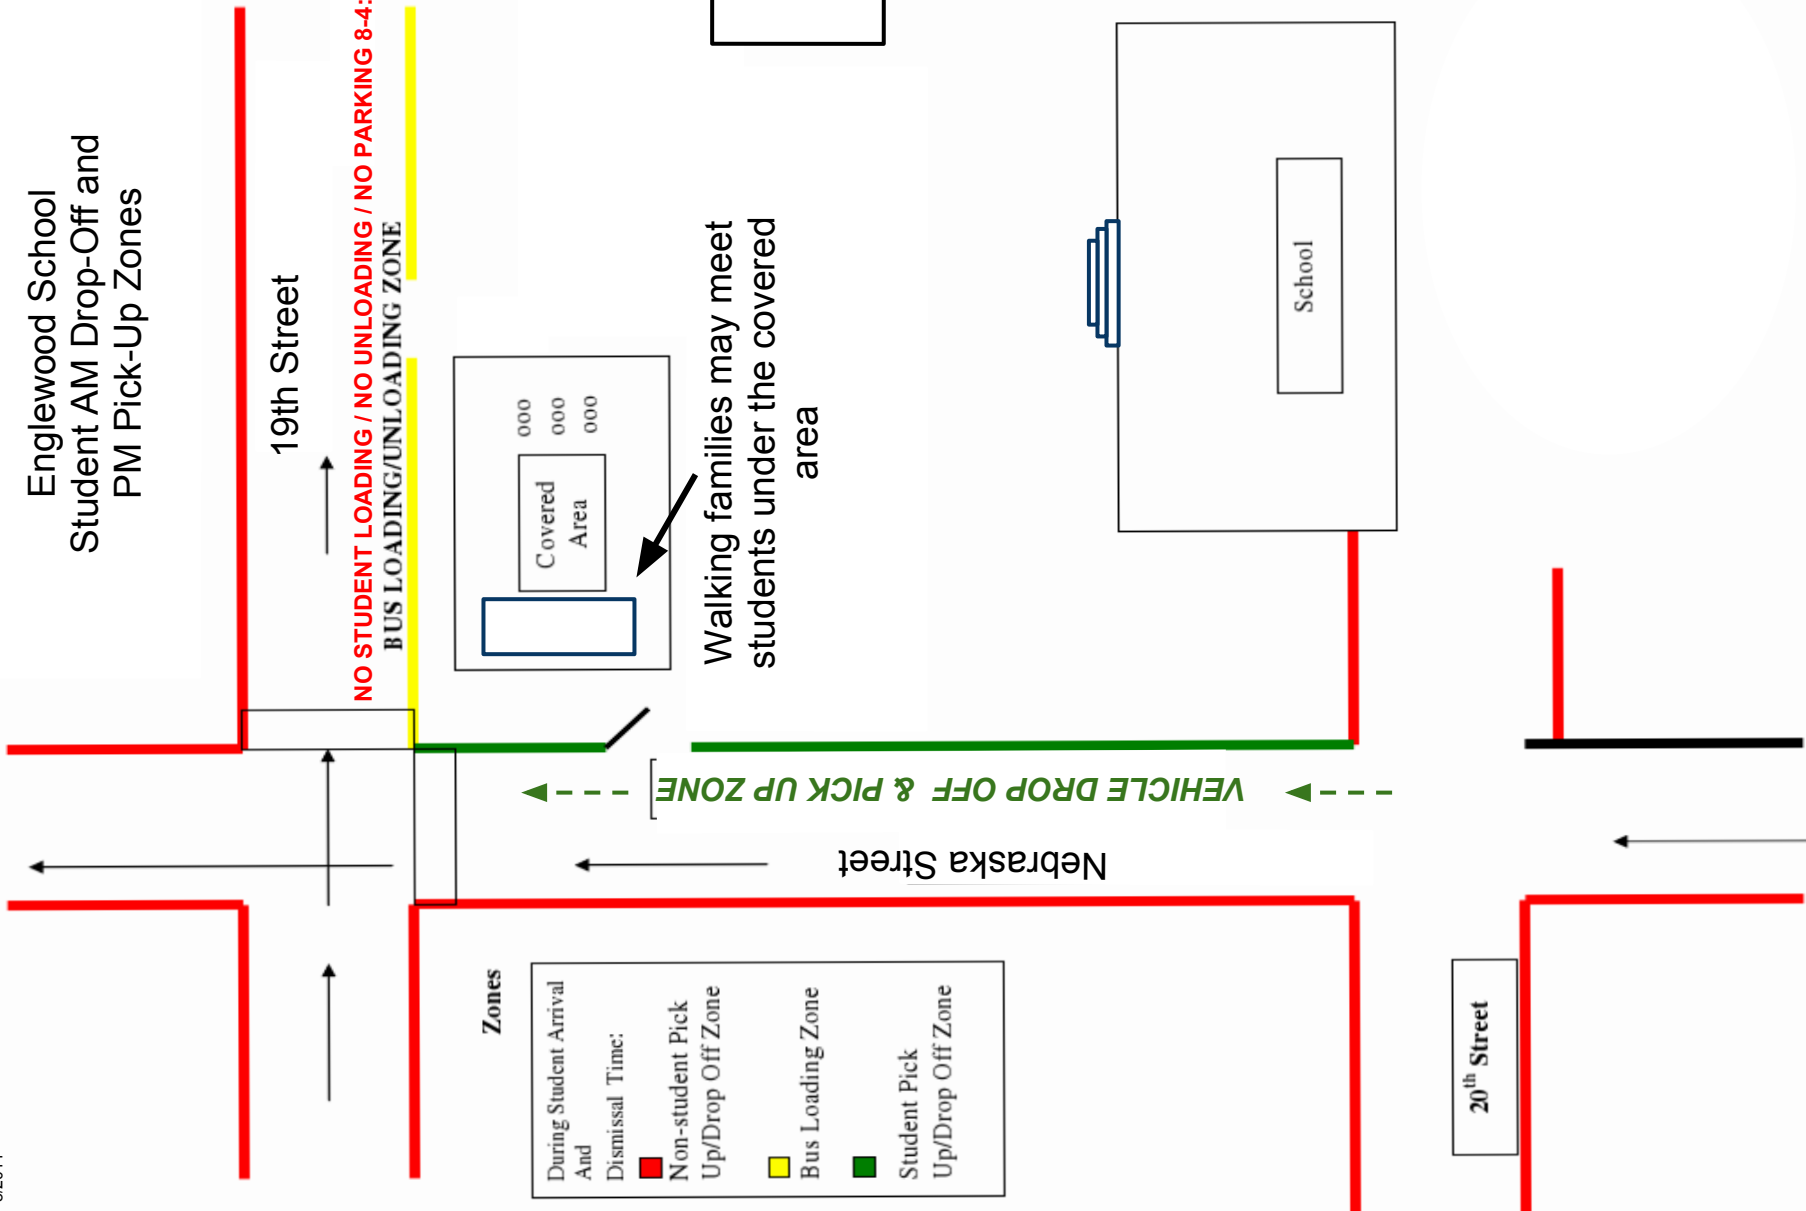 Englewood School
Student AM Drop-Off and
PM Pick-Up Zones
19th Street
NO STUDENT LOADING / NO UNLOADING / NO PARKING 8-4:
BUS LOADING/UNLOADING ZONE
Covered
Area
ooo
ooo
ooo
Walking families may meet
students under the covered
area
School
VEHICLE DROP OFF & PICK UP ZONE
Nebraska Street
Zones
During Student Arrival
And
Dismissal Time:
Non-student Pick
Up/Drop Off Zone
Bus Loading Zone
Student Pick
Up/Drop Off Zone
20th Street